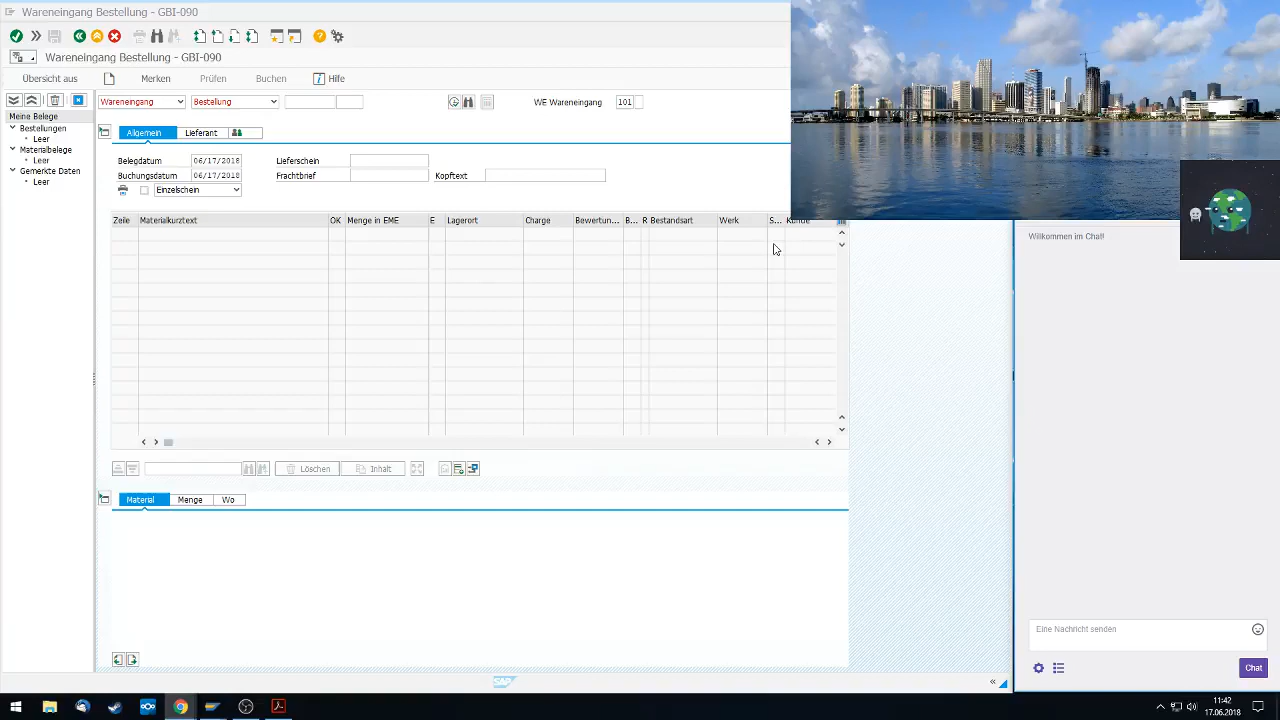 Wareneingang Bestellung - GBI-090
Wareneingang Bestellung - GBI-090
Übersicht aus Merken Prüfen Buchen Hilfe
Wareneingang Bestellung WE Wareneingang 101
Meine Belege
Bestellungen
Leer
Materialbelege
Leer
Gemerkte Daten
Leer
Allgemein Lieferant
Belegdatum 06/17/2018 Lieferschein
Buchungsdatum 06/17/2018 Frachtbrief Kopftext
Einzelschein
Zeile Materialkurztext OK Menge in EME E Lagerort Charge Bewertun... B... R Bestandsart Werk S... Kunde
Löschen Inhalt
Material Menge Wo
SAP
Willkommen im Chat!
Eine Nachricht senden
Chat
11:42
17.06.2018